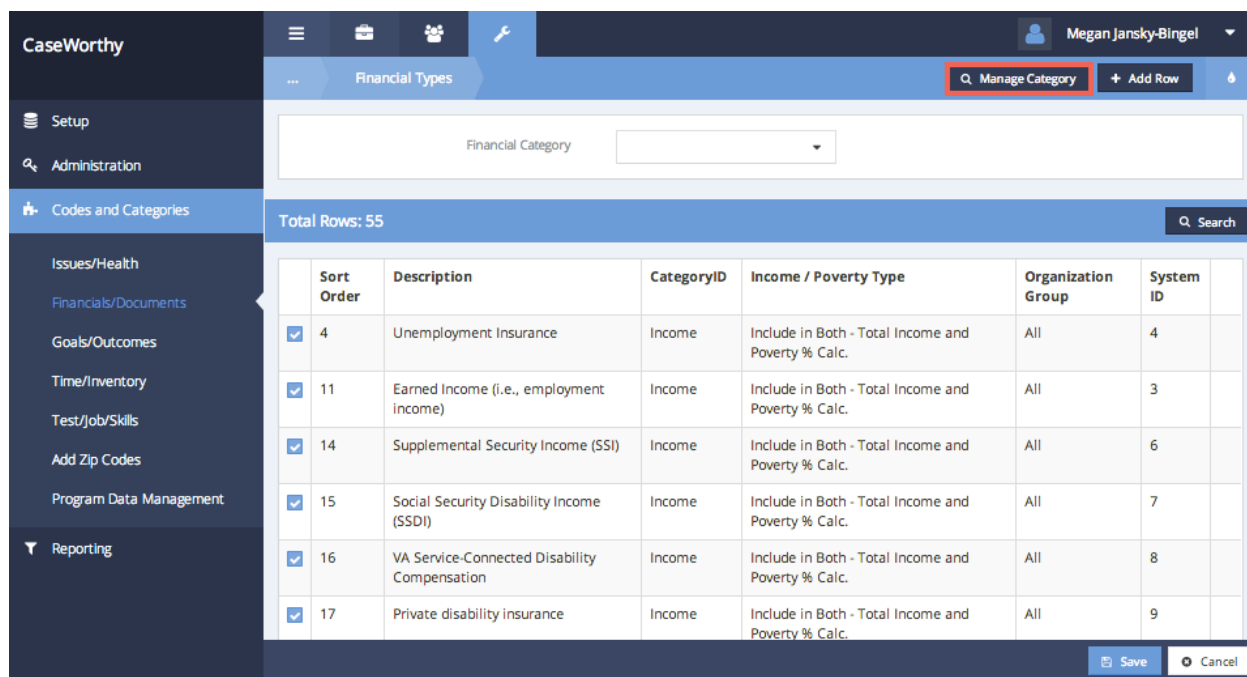 CaseWorthy
Megan Jansky-Bingel
... Financial Types Manage Category + Add Row
Setup
Administration
Codes and Categories
Issues/Health
Financials/Documents
Goals/Outcomes
Time/Inventory
Test/Job/Skills
Add Zip Codes
Program Data Management
Reporting
Financial Category
Total Rows: 55 Search
Sort Description CategoryID Income / Poverty Type Organization System
Order Group ID
4 Unemployment Insurance Income Include in Both - Total Income and All 4
Poverty % Calc.
11 Earned Income (i.e., employment Income Include in Both - Total Income and All 3
income) Poverty % Calc.
14 Supplemental Security Income (SSI) Income Include in Both - Total Income and All 6
Poverty % Calc.
15 Social Security Disability Income Income Include in Both - Total Income and All 7
(SSDI) Poverty % Calc.
16 VA Service-Connected Disability Income Include in Both - Total Income and All 8
Compensation Poverty % Calc.
17 Private disability insurance Income Include in Both - Total Income and All 9
Poverty % Calc.
Save Cancel